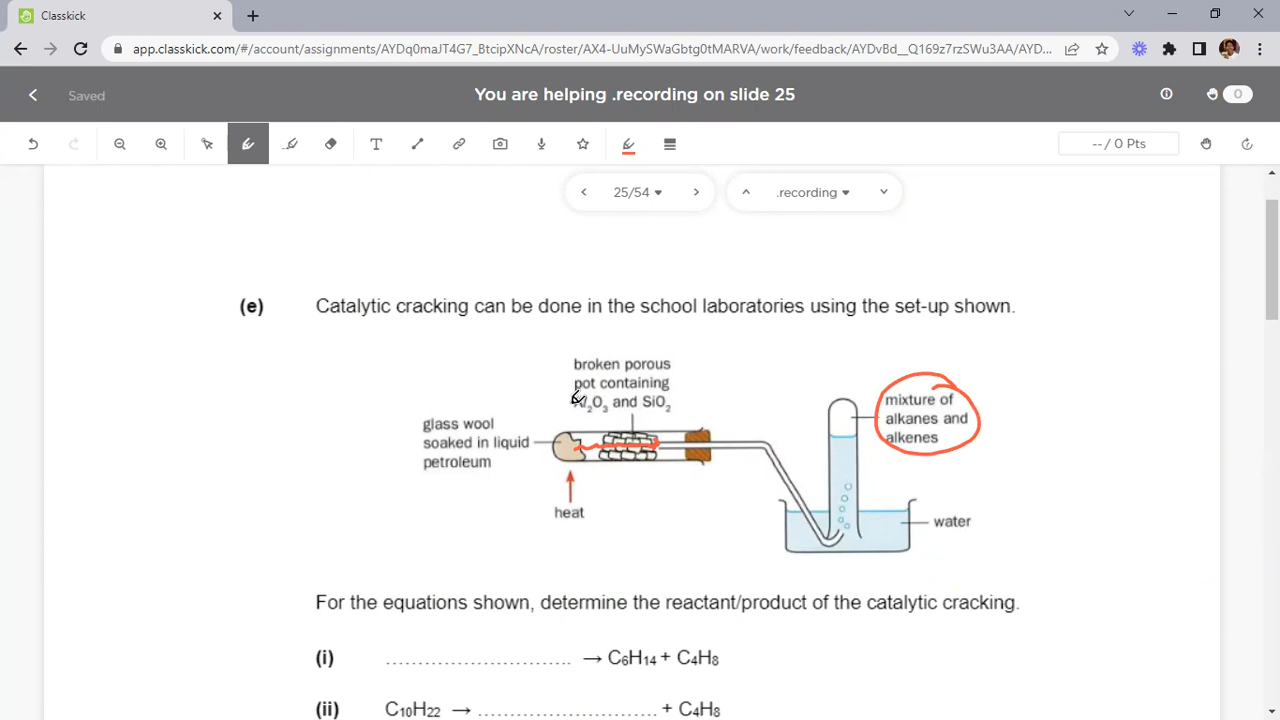 Classkick
app.classkick.com/#/account/assignments/AYDq0maJT4G7_BtcipXNcA/roster/AX4-UuMySWaGbtg0tMARVA/work/feedback/AYDvBd__Q169z7rzSWu3AA/AYD...
Saved
You are helping .recording on slide 25
0
T
-- / 0 Pts
25/54
.recording
(e) Catalytic cracking can be done in the school laboratories using the set-up shown.
broken porous
pot containing
Al₂O₃ and SiO₂
glass wool
soaked in liquid
petroleum
heat
mixture of
alkanes and
alkenes
water
For the equations shown, determine the reactant/product of the catalytic cracking.
(i) ................................ → C₆H₁₄ + C₄H₈
(ii) C₁₀H₂₂ → ............................... + C₄H₈